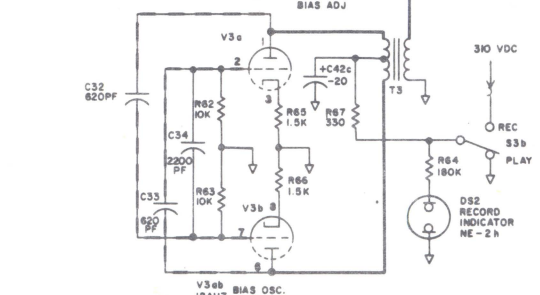 BIAS ADJ
V3a
1
310 VDC
2
+C42c
-20
T3
C32
620PF
3
R62
10K
R65
1.5K
R67
330
REC
S3b
PLAY
C34
2200
PF
R64
180K
R66
1.5K
C33
620
PF
R63
10K
V3b
8
DS2
RECORD
INDICATOR
NE-2h
7
6
V3ab BIAS OSC.